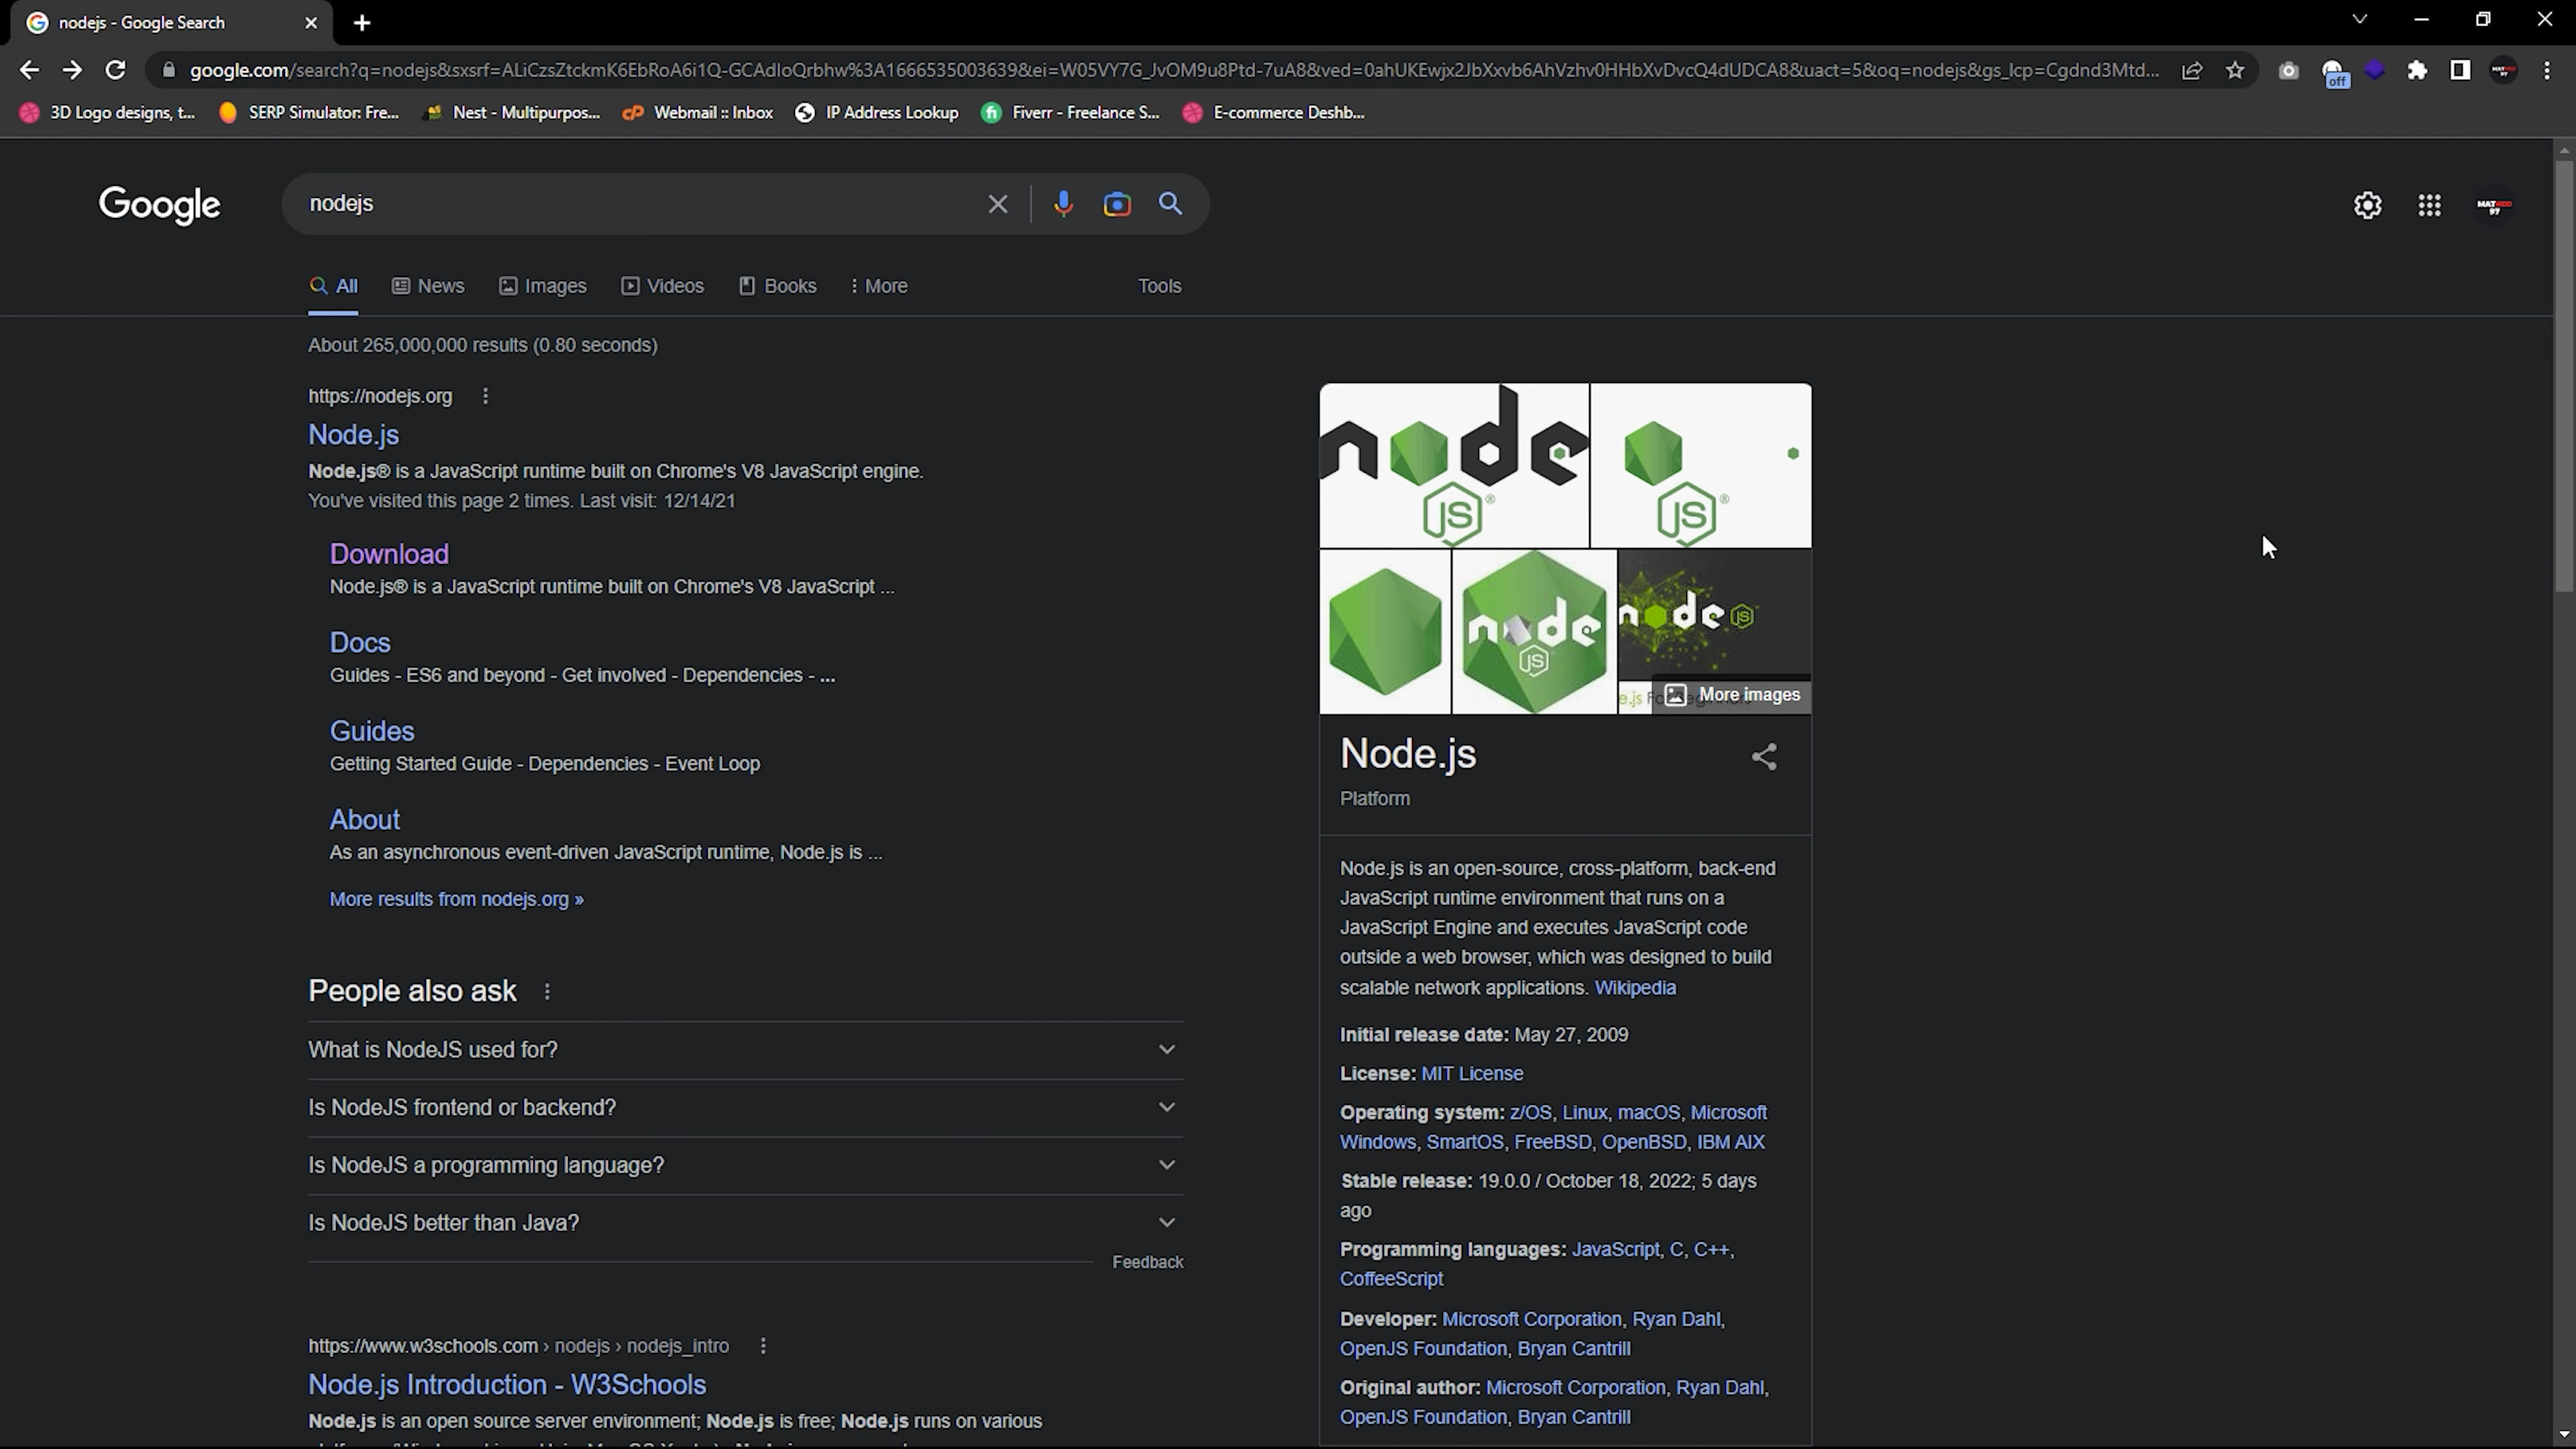 nodejs - Google Search
google.com/search?q=nodejs&sxsrf=ALiCzsZtckmK6EbRoA6i1Q-GCAdloQrbhw%3A1666535003639&ei=W05VY7G_JvOM9u8Ptd-7uA8&ved=0ahUKEwjx2JbXxvb6AhVzhv0HHbXvDvcQ4dUDCA8&uact=5&oq=nodejs&gs_lcp=Cgdnd3Mtd...
off
3D Logo designs, t... SERP Simulator: Fre... Nest - Multipurpos... Webmail :: Inbox IP Address Lookup Fiverr - Freelance S... E-commerce Deshb...
Google
nodejs
MATRED
97
All News Images Videos Books More Tools
About 265,000,000 results (0.80 seconds)
https://nodejs.org
Node.js
Node.js® is a JavaScript runtime built on Chrome's V8 JavaScript engine.
You've visited this page 2 times. Last visit: 12/14/21
Download
Node.js® is a JavaScript runtime built on Chrome's V8 JavaScript ...
Docs
Guides - ES6 and beyond - Get involved - Dependencies - ...
Guides
Getting Started Guide - Dependencies - Event Loop
About
As an asynchronous event-driven JavaScript runtime, Node.js is ...
More results from nodejs.org »
People also ask
What is NodeJS used for?
Is NodeJS frontend or backend?
Is NodeJS a programming language?
Is NodeJS better than Java?
Feedback
https://www.w3schools.com › nodejs › nodejs_intro
Node.js Introduction - W3Schools
Node.js is an open source server environment; Node.js is free; Node.js runs on various
node
JS®
JS®
node
JS
node JS
More images
Node.js
Platform
Node.js is an open-source, cross-platform, back-end
JavaScript runtime environment that runs on a
JavaScript Engine and executes JavaScript code
outside a web browser, which was designed to build
scalable network applications. Wikipedia
Initial release date: May 27, 2009
License: MIT License
Operating system: z/OS, Linux, macOS, Microsoft
Windows, SmartOS, FreeBSD, OpenBSD, IBM AIX
Stable release: 19.0.0 / October 18, 2022; 5 days
ago
Programming languages: JavaScript, C, C++,
CoffeeScript
Developer: Microsoft Corporation, Ryan Dahl,
OpenJS Foundation, Bryan Cantrill
Original author: Microsoft Corporation, Ryan Dahl,
OpenJS Foundation, Bryan Cantrill